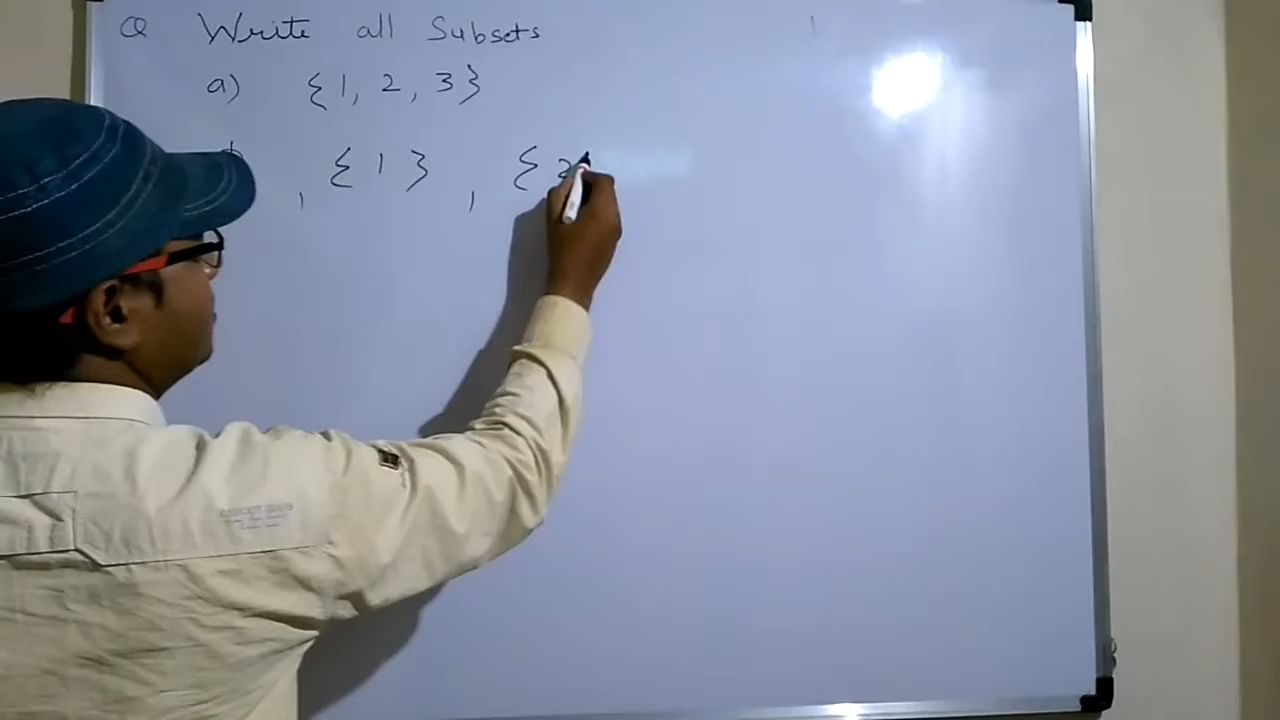 Q Write all Subsets
a) {1, 2, 3}
, {1} , {2